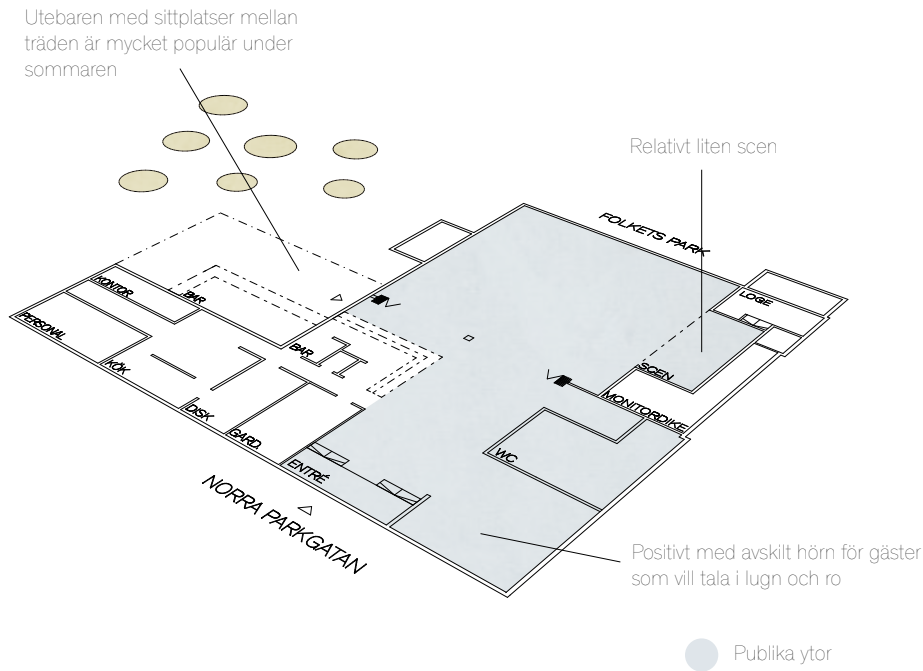 Utebaren med sittplatser mellan
träden är mycket populär under
sommaren
Relativt liten scen
FOLKETS PARK
LOGE
KONTOR
BAR
PERSONAL
BAR
KÖK
SCEN
MONITORDIKE
DISK
GARD.
WC
ENTRÉ
NORRA PARKGATAN
Positivt med avskilt hörn för gäster
som vill tala i lugn och ro
Publika ytor